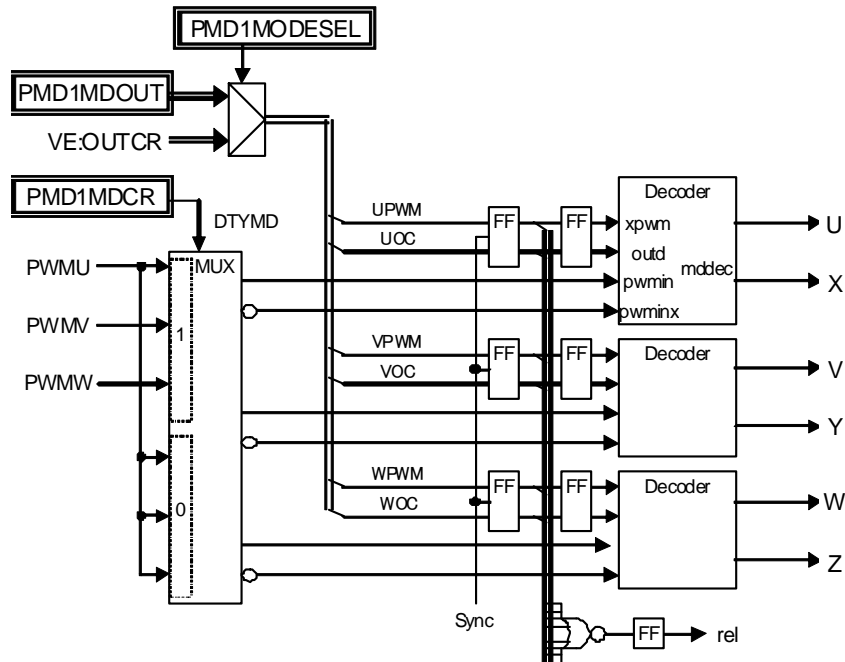 PMD1MODESEL
PMD1MDOUT
VE:OUTCR
PMD1MDCR
DTYMD
PWMU
PWMV
PWMW
MUX
1
0
UPWM
UOC
FF
FF
Decoder
xpwm
outd
mddec
pwmin
pwminx
U
X
VPWM
VOC
FF
FF
Decoder
V
Y
WPWM
WOC
FF
FF
Decoder
W
Z
Sync
FF
rel